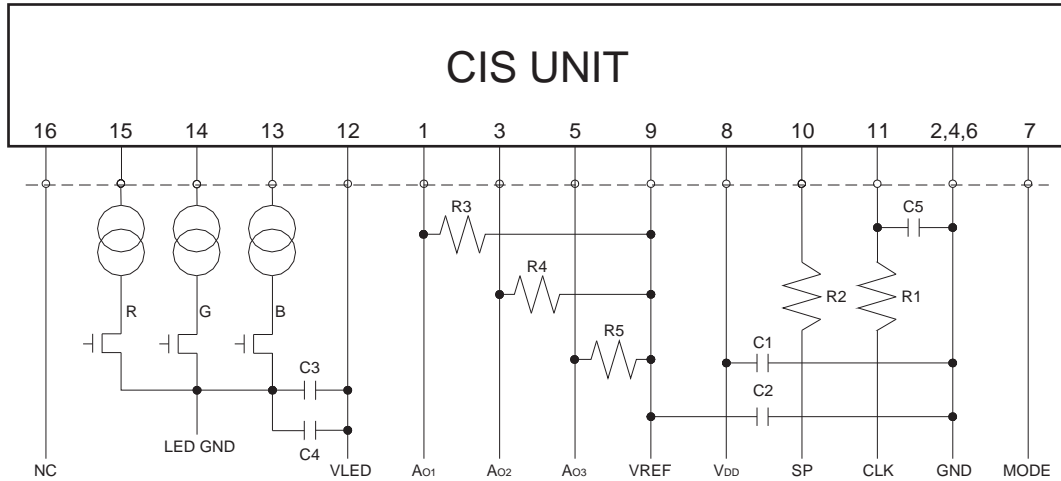 CIS UNIT
16 15 14 13 12 1 3 5 9 8 10 11 2,4,6 7
R3
C5
R4
R G B
R2 R1
R5
C1
C3
C2
LED GND
C4
NC VLED AO1 AO2 AO3 VREF VDD SP CLK GND MODE